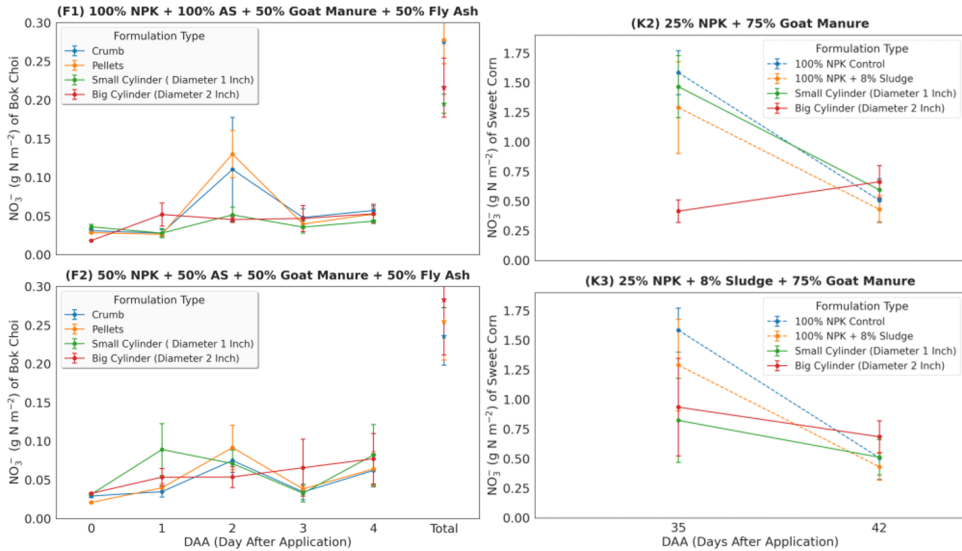 (F1) 100% NPK + 100% AS + 50% Goat Manure + 50% Fly Ash
0.30
0.25
0.20
0.15
0.10
0.05
0.00
NO₃⁻ (g N m⁻²) of Bok Choi
Formulation Type
Crumb
Pellets
Small Cylinder ( Diameter 1 Inch)
Big Cylinder (Diameter 2 Inch)
(K2) 25% NPK + 75% Goat Manure
1.75
1.50
1.25
1.00
0.75
0.50
0.25
0.00
NO₃⁻ (g N m⁻²) of Sweet Corn
Formulation Type
100% NPK Control
100% NPK + 8% Sludge
Small Cylinder (Diameter 1 Inch)
Big Cylinder (Diameter 2 Inch)
(F2) 50% NPK + 50% AS + 50% Goat Manure + 50% Fly Ash
0.30
0.25
0.20
0.15
0.10
0.05
0.00
NO₃⁻ (g N m⁻²) of Bok Choi
Formulation Type
Crumb
Pellets
Small Cylinder ( Diameter 1 Inch)
Big Cylinder (Diameter 2 Inch)
0 1 2 3 4 Total
DAA (Day After Application)
(K3) 25% NPK + 8% Sludge + 75% Goat Manure
1.75
1.50
1.25
1.00
0.75
0.50
0.25
0.00
NO₃⁻ (g N m⁻²) of Sweet Corn
Formulation Type
100% NPK Control
100% NPK + 8% Sludge
Small Cylinder (Diameter 1 Inch)
Big Cylinder (Diameter 2 Inch)
35 42
DAA (Days After Application)